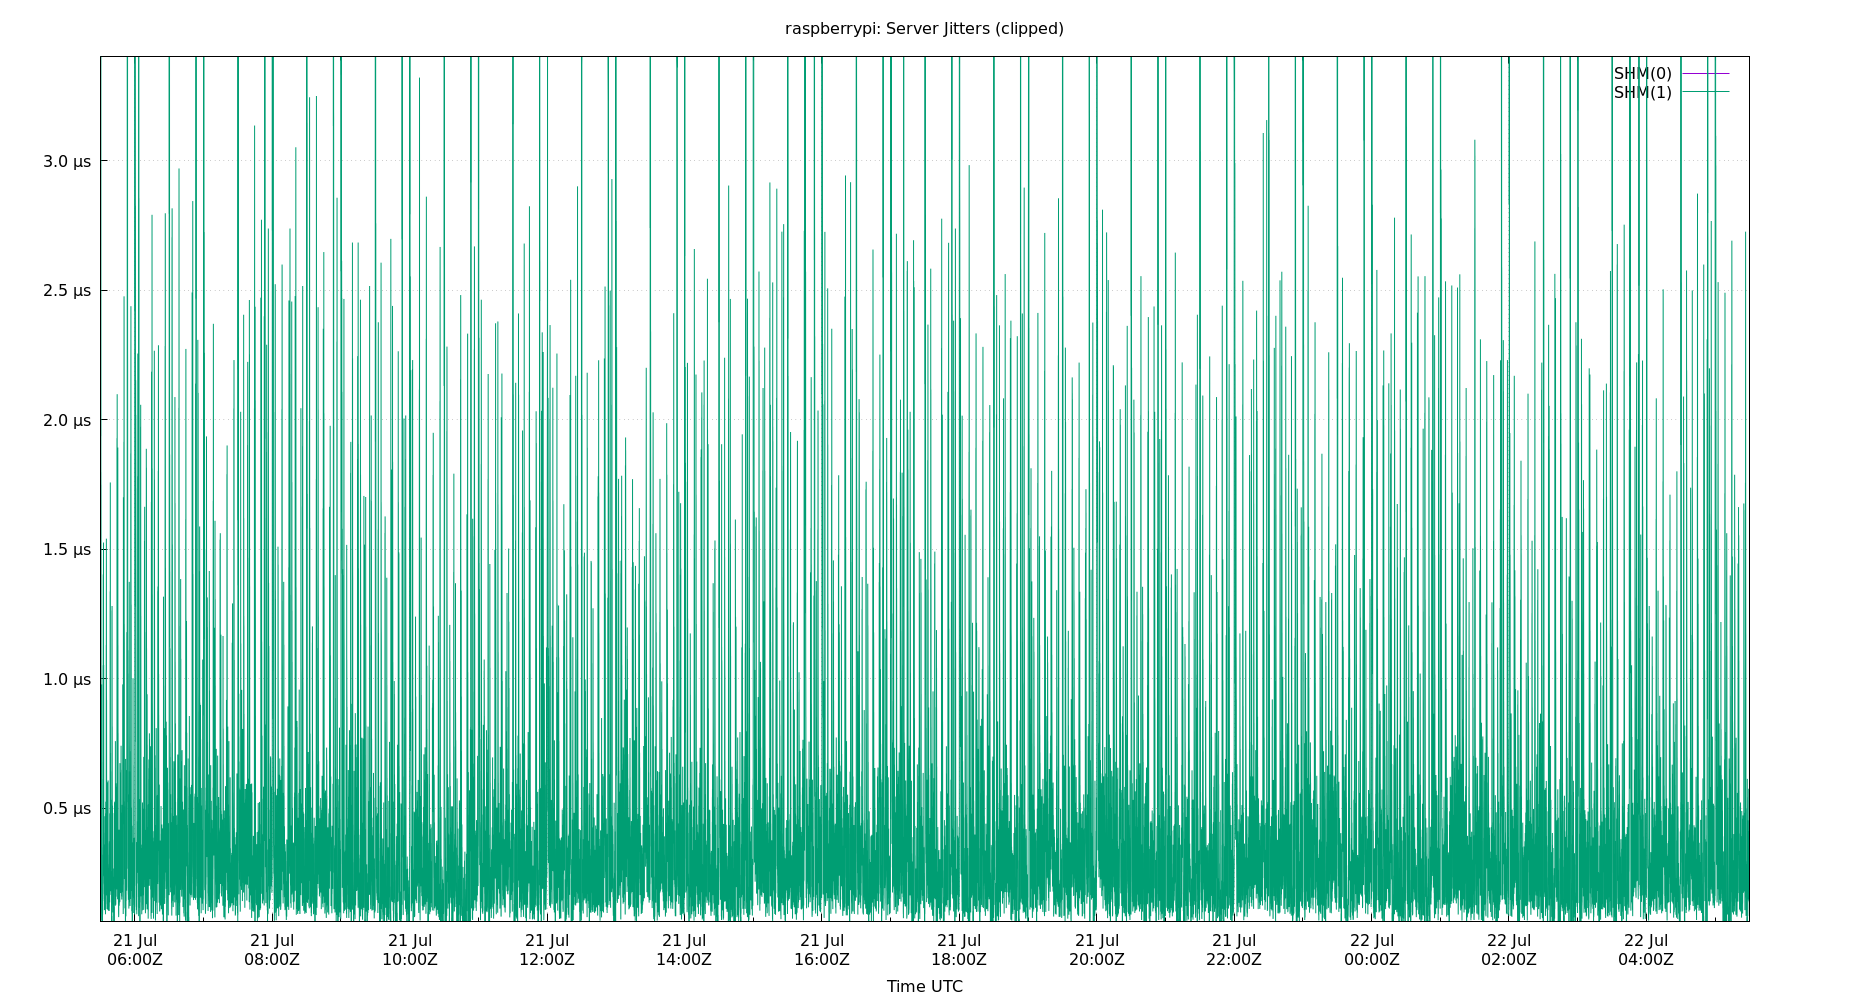 raspberrypi: Server Jitters (clipped)
SHM(0)
SHM(1)
3.0 µs
2.5 µs
2.0 µs
1.5 µs
1.0 µs
0.5 µs
21 Jul 21 Jul 21 Jul 21 Jul 21 Jul 21 Jul 21 Jul 21 Jul 21 Jul 22 Jul 22 Jul 22 Jul
06:00Z 08:00Z 10:00Z 12:00Z 14:00Z 16:00Z 18:00Z 20:00Z 22:00Z 00:00Z 02:00Z 04:00Z
Time UTC